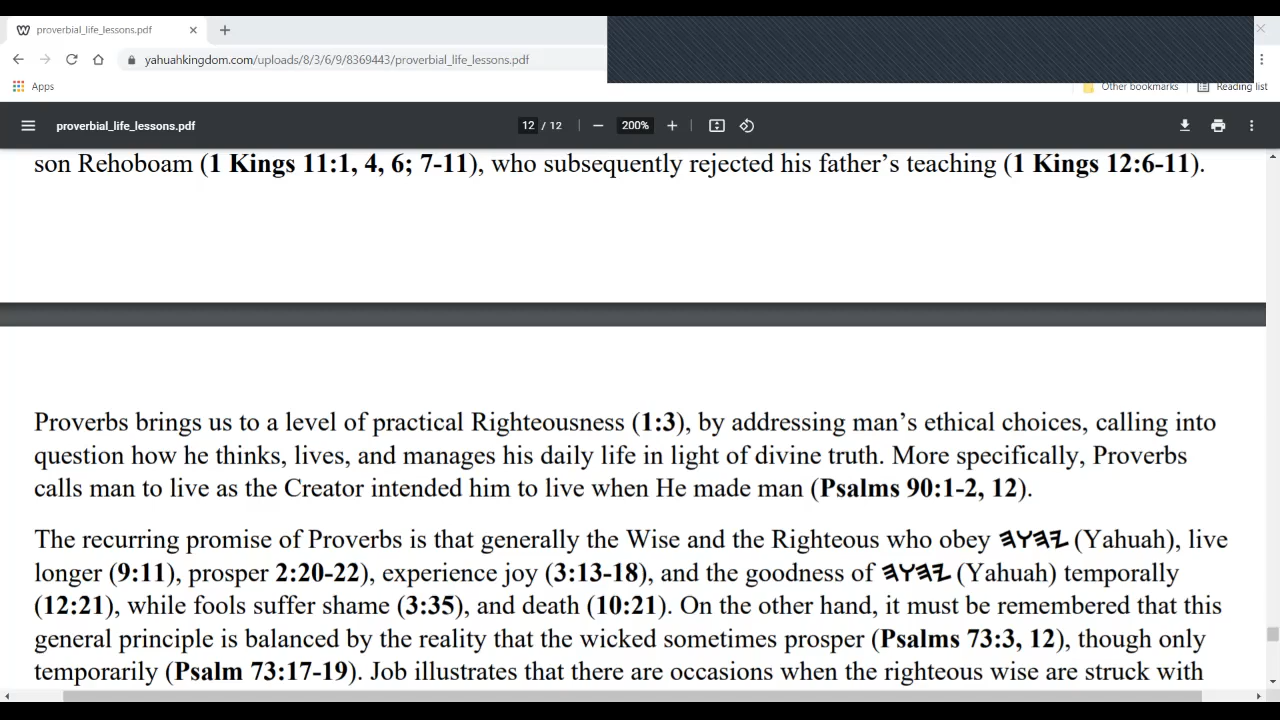 proverbial_life_lessons.pdf
yahuahkingdom.com/uploads/8/3/6/9/8369443/proverbial_life_lessons.pdf
Apps
Other bookmarks
Reading list
proverbial_life_lessons.pdf
12 / 12
200%
son Rehoboam (1 Kings 11:1, 4, 6; 7-11), who subsequently rejected his father’s teaching (1 Kings 12:6-11).
Proverbs brings us to a level of practical Righteousness (1:3), by addressing man’s ethical choices, calling into
question how he thinks, lives, and manages his daily life in light of divine truth. More specifically, Proverbs
calls man to live as the Creator intended him to live when He made man (Psalms 90:1-2, 12).
The recurring promise of Proverbs is that generally the Wise and the Righteous who obey 𐤉𐤄𐤅𐤄 (Yahuah), live
longer (9:11), prosper 2:20-22), experience joy (3:13-18), and the goodness of 𐤉𐤄𐤅𐤄 (Yahuah) temporally
(12:21), while fools suffer shame (3:35), and death (10:21). On the other hand, it must be remembered that this
general principle is balanced by the reality that the wicked sometimes prosper (Psalms 73:3, 12), though only
temporarily (Psalm 73:17-19). Job illustrates that there are occasions when the righteous wise are struck with